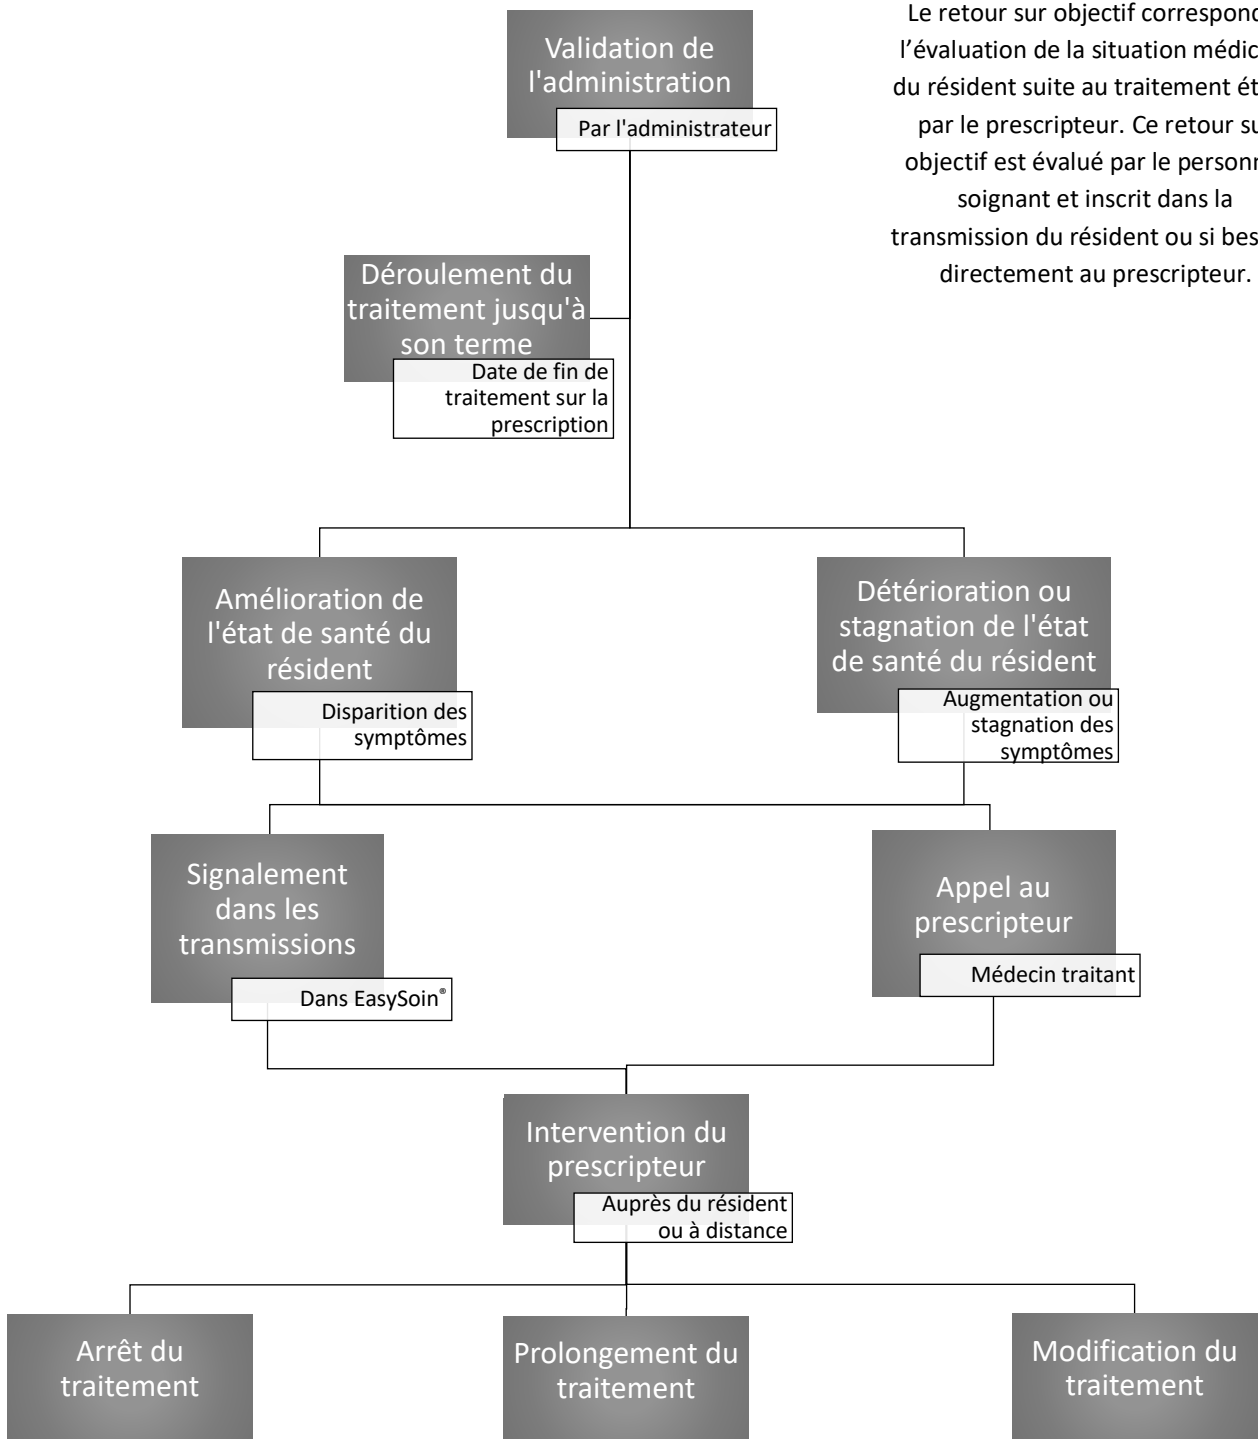 Validation de
l'administration
Par l'administrateur
Le retour sur objectif correspond
l’évaluation de la situation
du résident suite au traitement
par le prescripteur. Ce retour
objectif est évalué par le
soignant et inscrit dans la
transmission du résident ou si
directement au prescripteur.
Déroulement du
traitement jusqu'à
son terme
Date de fin de
traitement sur la
prescription
Amélioration de
l'état de santé du
résident
Disparition des
symptômes
Détérioration ou
stagnation de l'état
de santé du résident
Augmentation ou
stagnation des
symptômes
Signalement
dans les
transmissions
Dans EasySoin®
Appel au
prescripteur
Médecin traitant
Intervention du
prescripteur
Auprès du résident
ou à distance
Arrêt du
traitement
Prolongement du
traitement
Modification du
traitement